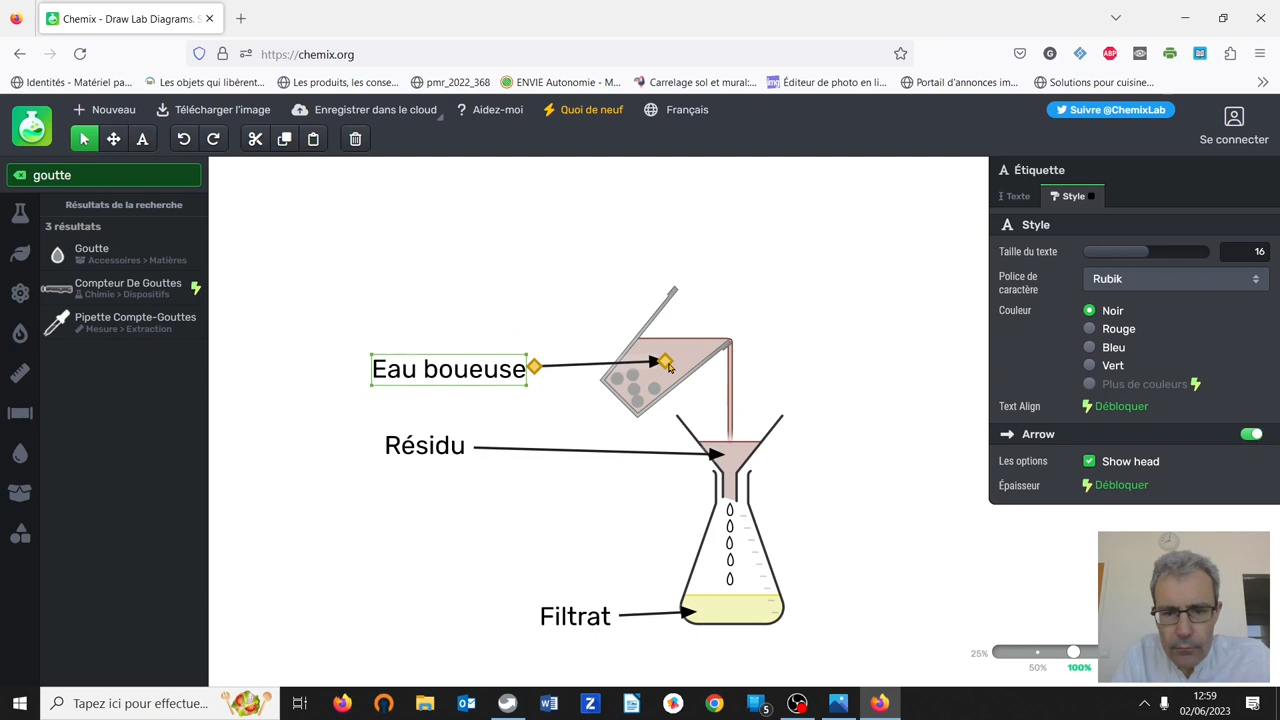 Chemix - Draw Lab Diagrams. S
https://chemix.org
Identités - Matériel pa...
Les objets qui libèrent...
Les produits, les conse...
pmr_2022_368
ENVIE Autonomie - M...
Carrelage sol et mural:...
Éditeur de photo en li...
Portail d'annonces im...
Solutions pour cuisine...
Nouveau
Télécharger l'image
Enregistrer dans le cloud
? Aidez-moi
Quoi de neuf
Français
Suivre @ChemixLab
Se connecter
goutte
Résultats de la recherche
3 résultats
Goutte
Accessoires > Matières
Compteur De Gouttes
Chimie > Dispositifs
Pipette Compte-Gouttes
Mesure > Extraction
Eau boueuse
Résidu
Filtrat
Étiquette
Texte
Style
Style
Taille du texte
16
Police de
caractère
Rubik
Couleur
Noir
Rouge
Bleu
Vert
Plus de couleurs
Text Align
Débloquer
Arrow
Les options
Show head
Épaisseur
Débloquer
25%
50%
100%
Tapez ici pour effectue...
5
12:59
02/06/2023